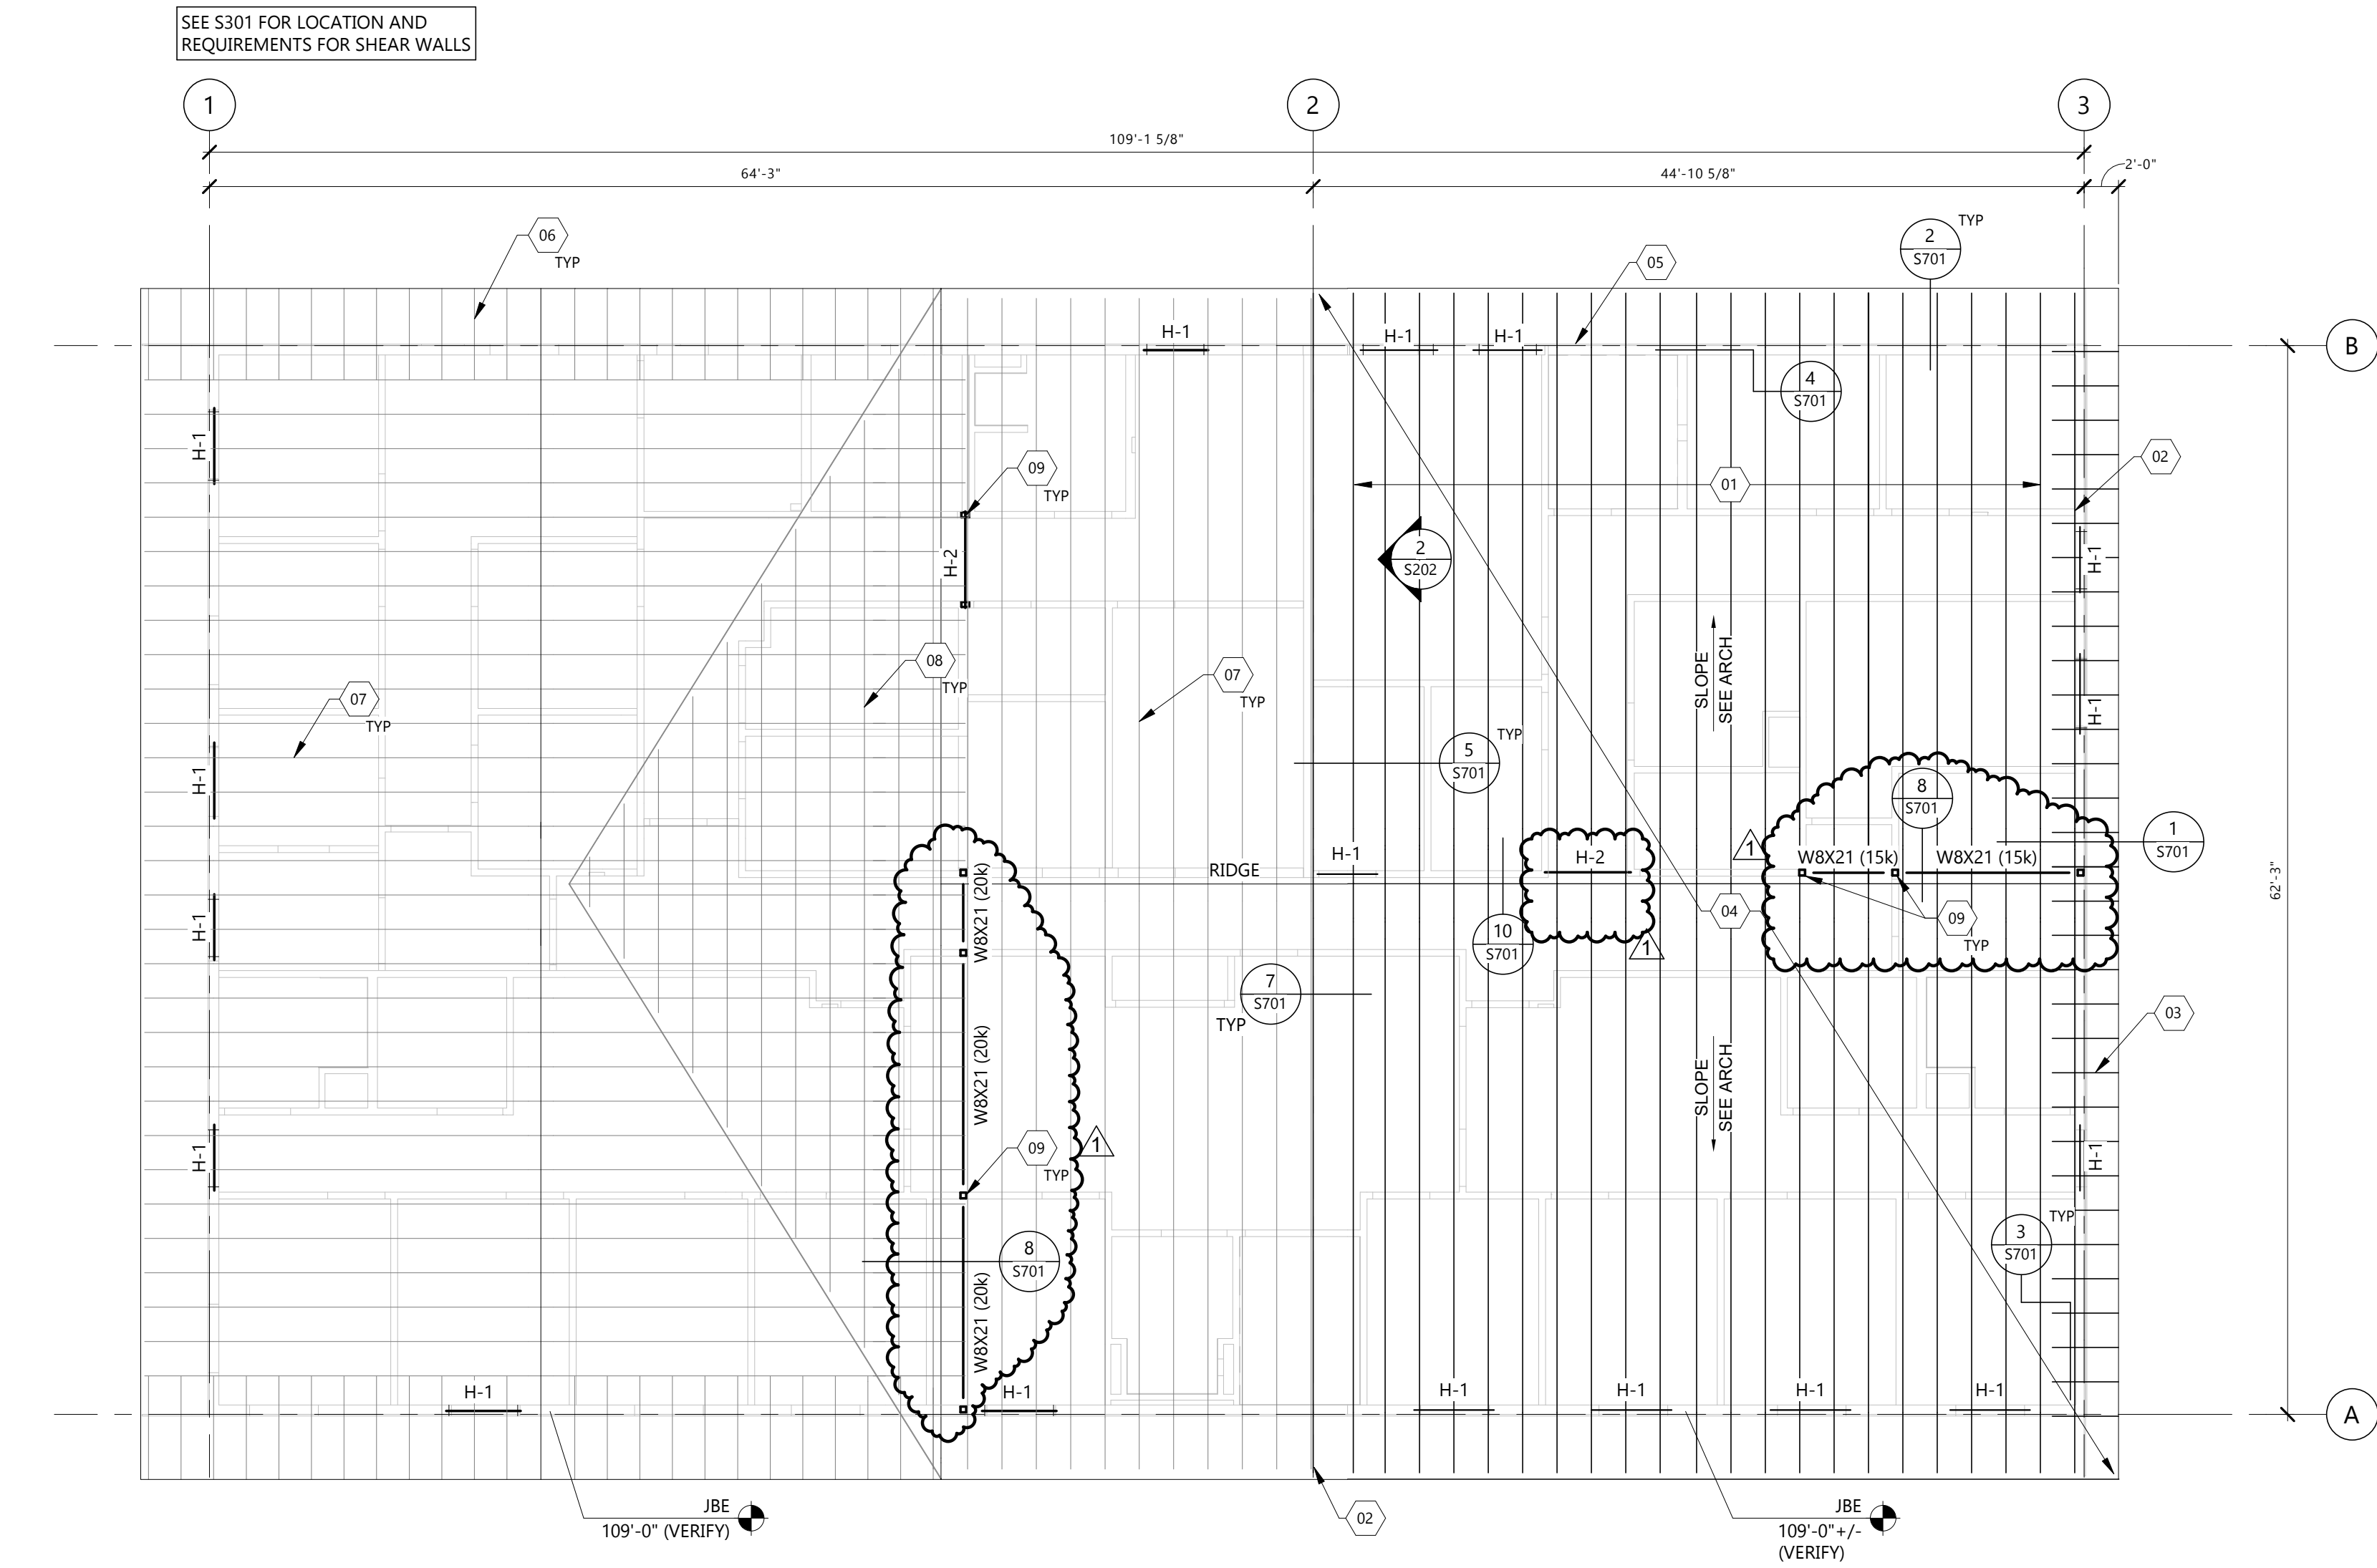 SEE S301 FOR LOCATION AND
REQUIREMENTS FOR SHEAR WALLS
1
2
3
109'-1 5/8"
64'-3"
44'-10 5/8"
2'-0"
06
TYP
05
2
S701
TYP
B
H-1
H-1
H-1
4
S701
H-1
09
TYP
01
02
H-2
2
S202
H-1
08
TYP
07
TYP
07
TYP
SLOPE
SEE ARCH
H-1
H-1
5
S701
TYP
8
S701
1
S701
1
W8X21 (15k)
W8X21 (15k)
H-1
H-2
RIDGE
W8X21 (20k)
H-1
04
09
TYP
10
S701
1
62'-3"
7
S701
TYP
03
W8X21 (20k)
SLOPE
SEE ARCH
09
TYP
1
H-1
H-1
3
S701
TYP
8
S701
W8X21 (20k)
H-1
H-1
H-1
H-1
H-1
H-1
A
JBE
109'-0" (VERIFY)
02
JBE
109'-0"+/-
(VERIFY)